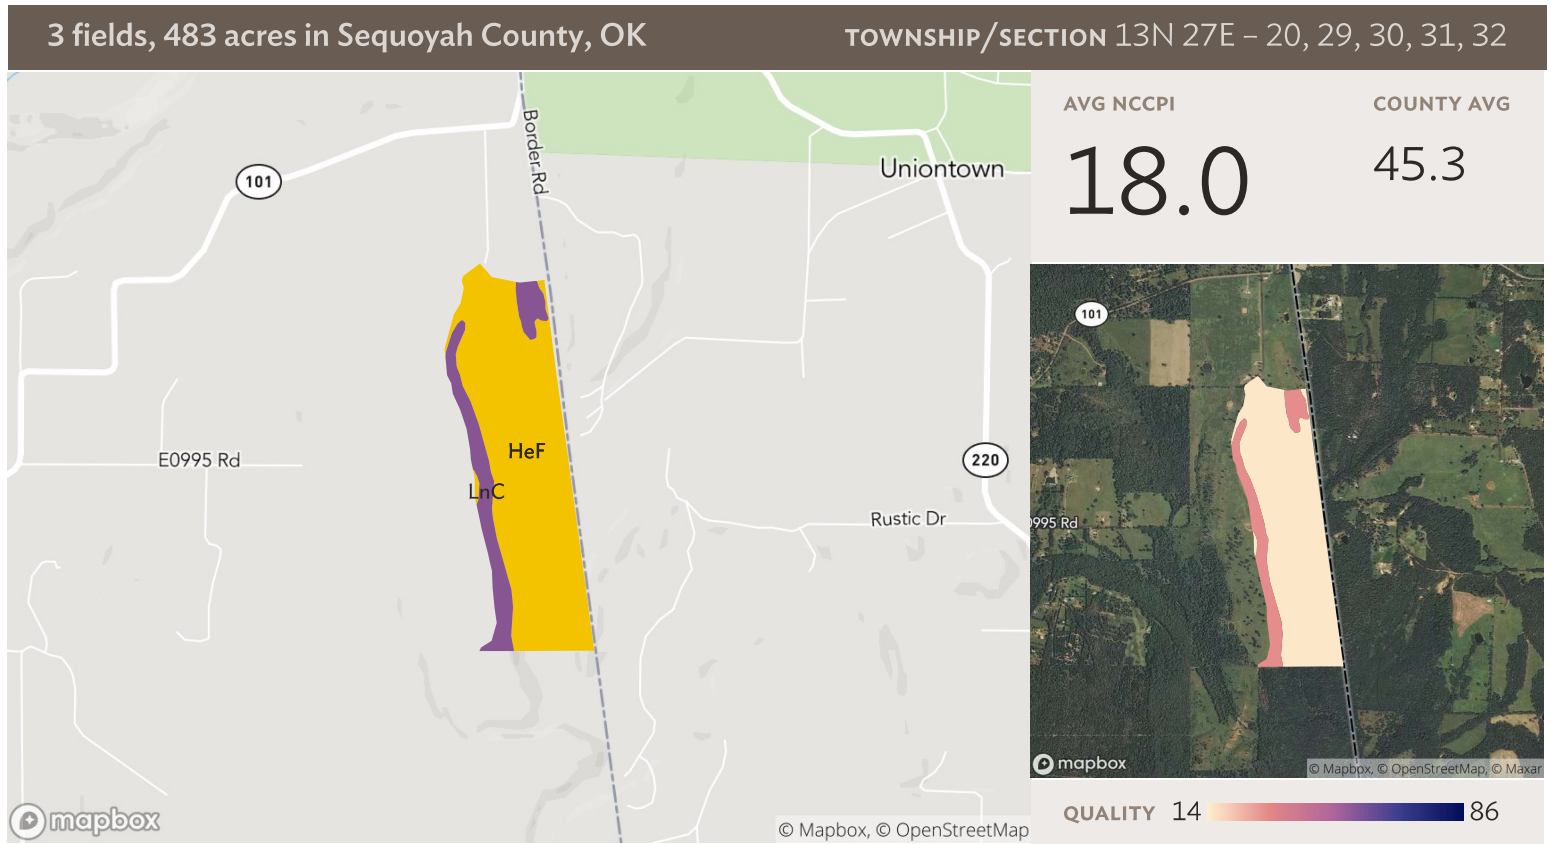 3 fields, 483 acres in Sequoyah County, OK
TOWNSHIP/SECTION 13N 27E – 20, 29, 30, 31, 32
Border Rd
Uniontown
101
HeF
LnC
E0995 Rd
220
Rustic Dr
mapbox
© Mapbox, © OpenStreetMap
AVG NCCPI
18.0
COUNTY AVG
45.3
101
0995 Rd
mapbox
© Mapbox, © OpenStreetMap, © Maxar
QUALITY 14 86